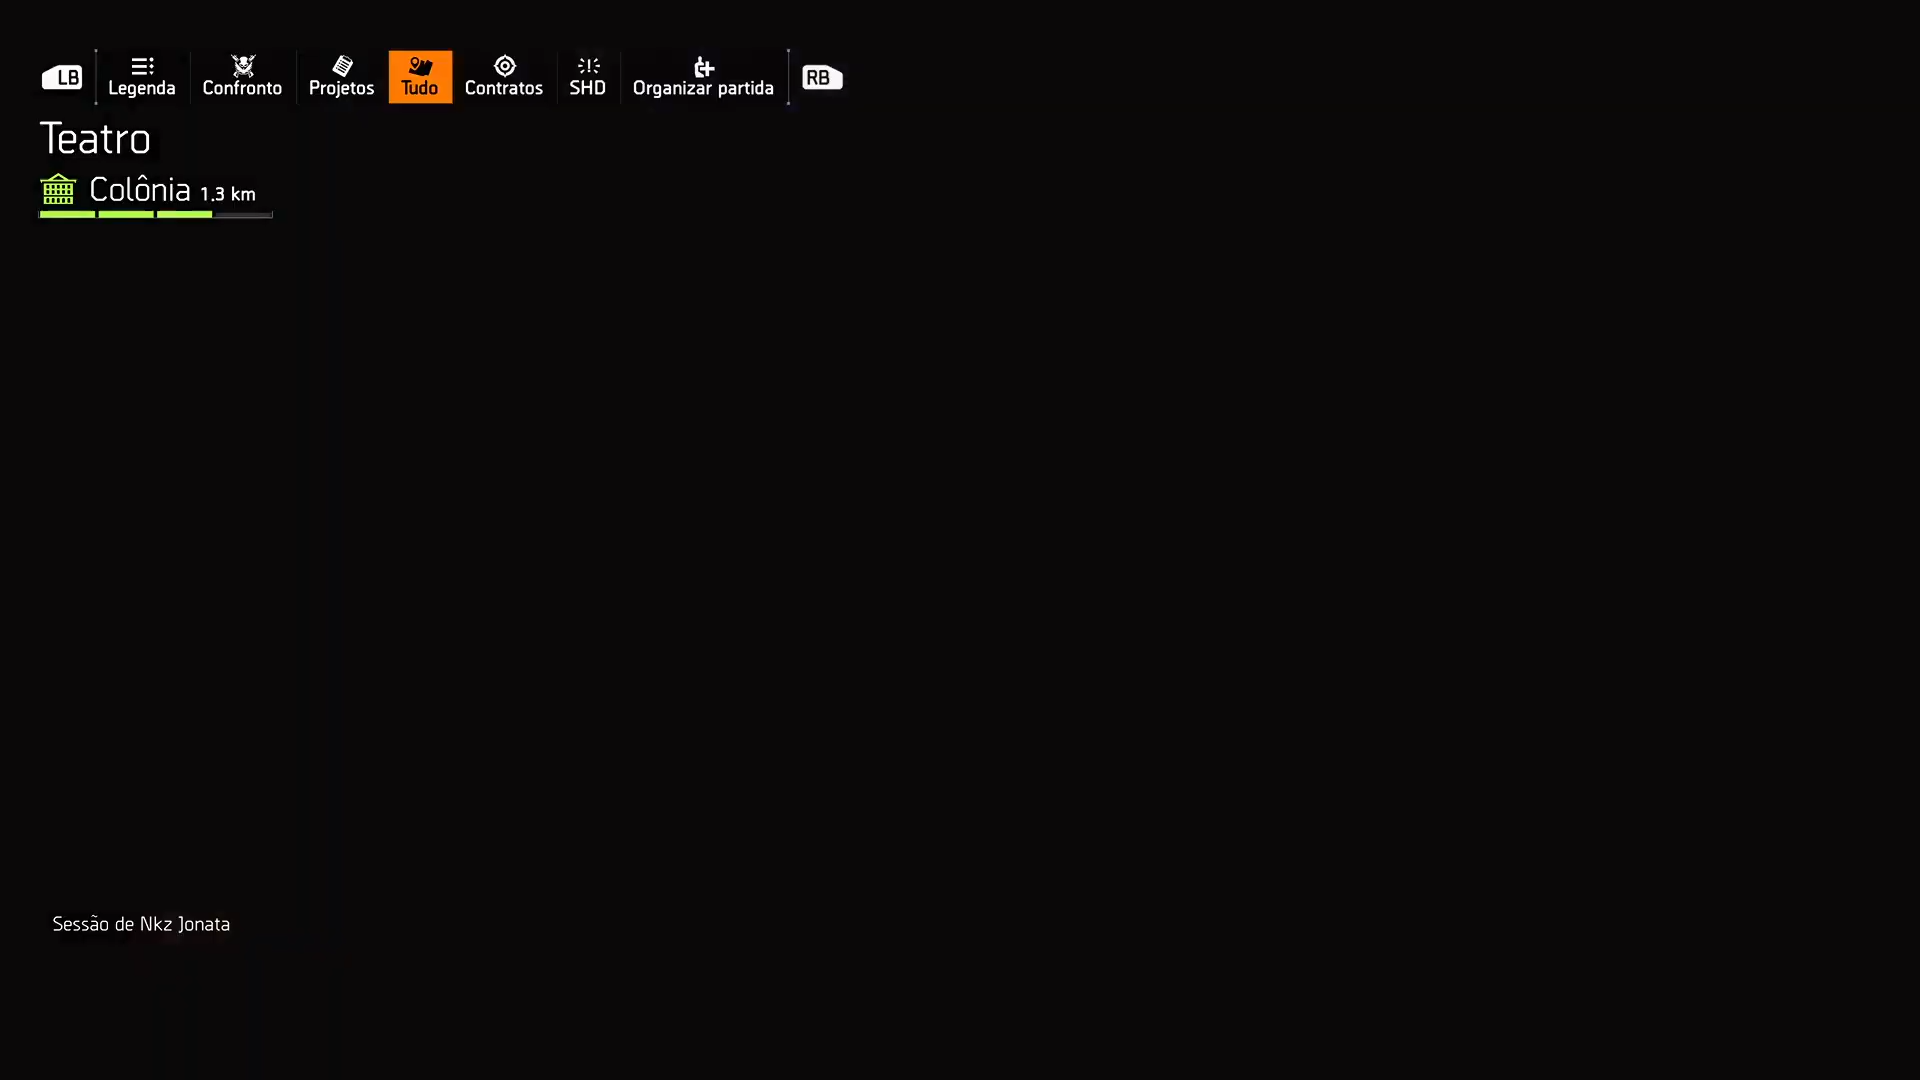 LB Legenda Confronto Projetos Tudo Contratos SHD Organizar partida RB
Teatro
Colônia 1.3 km
Sessão de Nkz Jonata